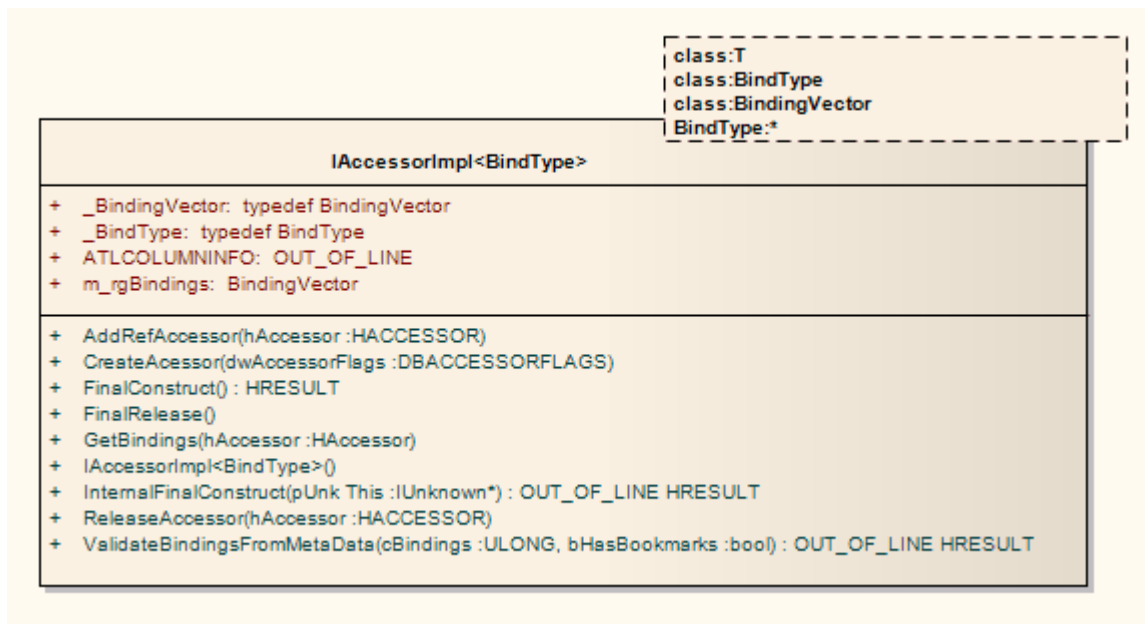 class:T
class:BindType
class:BindingVector
BindType:*
IAccessorImpl<BindType>
+ _BindingVector: typedef BindingVector
+ _BindType: typedef BindType
+ ATLCOLUMNINFO: OUT_OF_LINE
+ m_rgBindings: BindingVector
+ AddRefAccessor(hAccessor :HACCESSOR)
+ CreateAcessor(dwAccessorFlags :DBACCESSORFLAGS)
+ FinalConstruct() : HRESULT
+ FinalRelease()
+ GetBindings(hAccessor :HAccessor)
+ IAccessorImpl<BindType>()
+ InternalFinalConstruct(pUnk This :IUnknown*) : OUT_OF_LINE HRESULT
+ ReleaseAccessor(hAccessor :HACCESSOR)
+ ValidateBindingsFromMetaData(cBindings :ULONG, bHasBookmarks :bool) : OUT_OF_LINE HRESULT